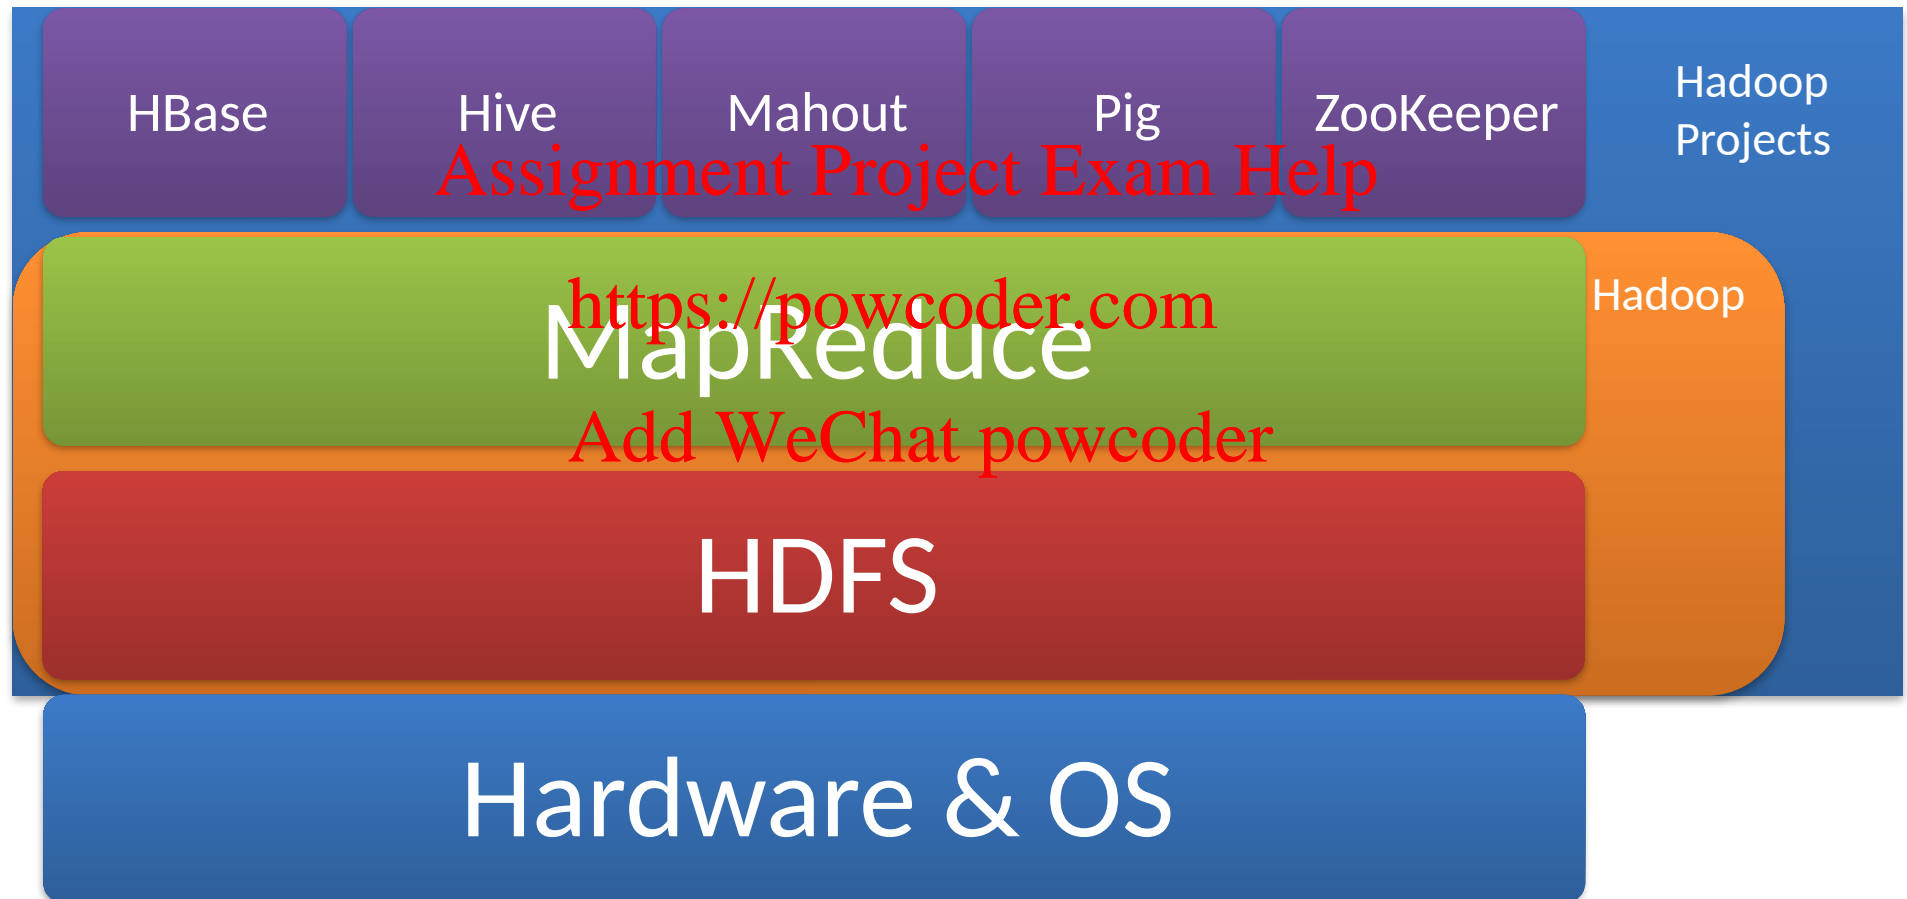 HBase
Hive
Mahout
Pig
ZooKeeper
Hadoop
Projects
Assignment Project Exam Help
Hadoop
https://powcoder.com
MapReduce
Add WeChat powcoder
HDFS
Hardware & OS